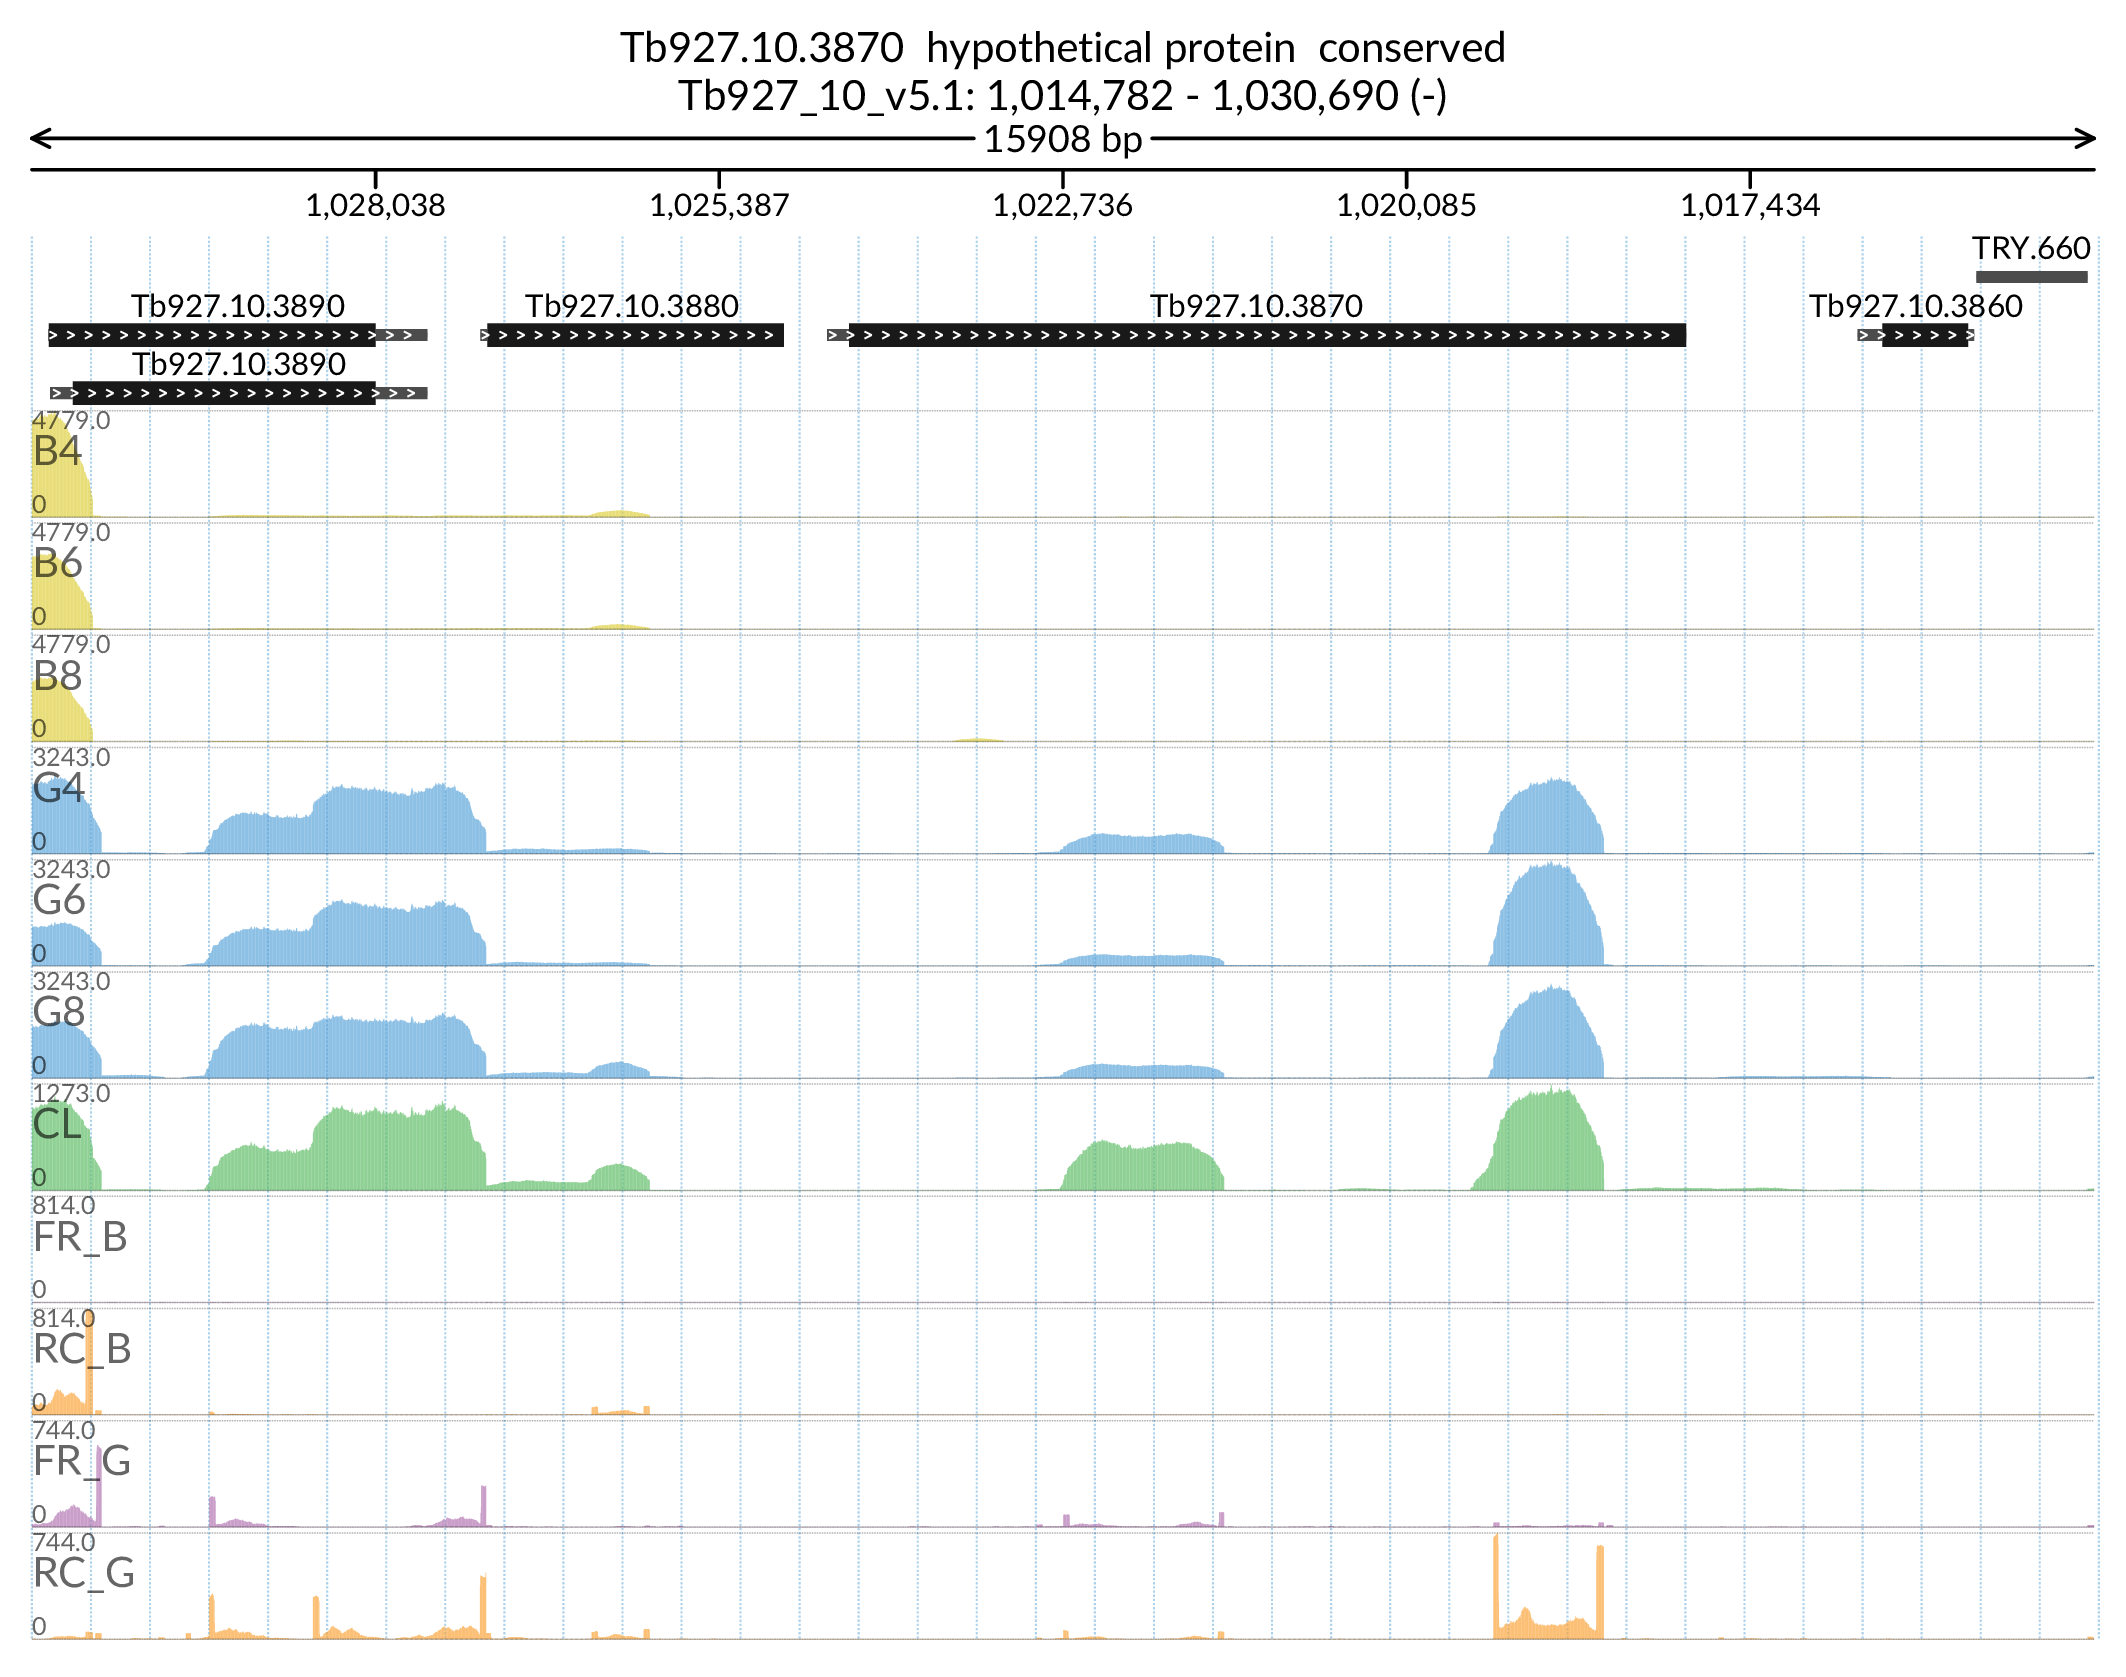 Tb927.10.3870  hypothetical protein  conserved
Tb927_10_v5.1: 1,014,782 - 1,030,690 (-)
15908 bp
1,028,038 1,025,387 1,022,736 1,020,085 1,017,434
TRY.660
Tb927.10.3890 Tb927.10.3880 Tb927.10.3870 Tb927.10.3860
Tb927.10.3890
4779.0
B4
0
4779.0
B6
0
4779.0
B8
0
3243.0
G4
0
3243.0
G6
0
3243.0
G8
0
1273.0
CL
0
814.0
FR_B
0
814.0
RC_B
0
744.0
FR_G
0
744.0
RC_G
0